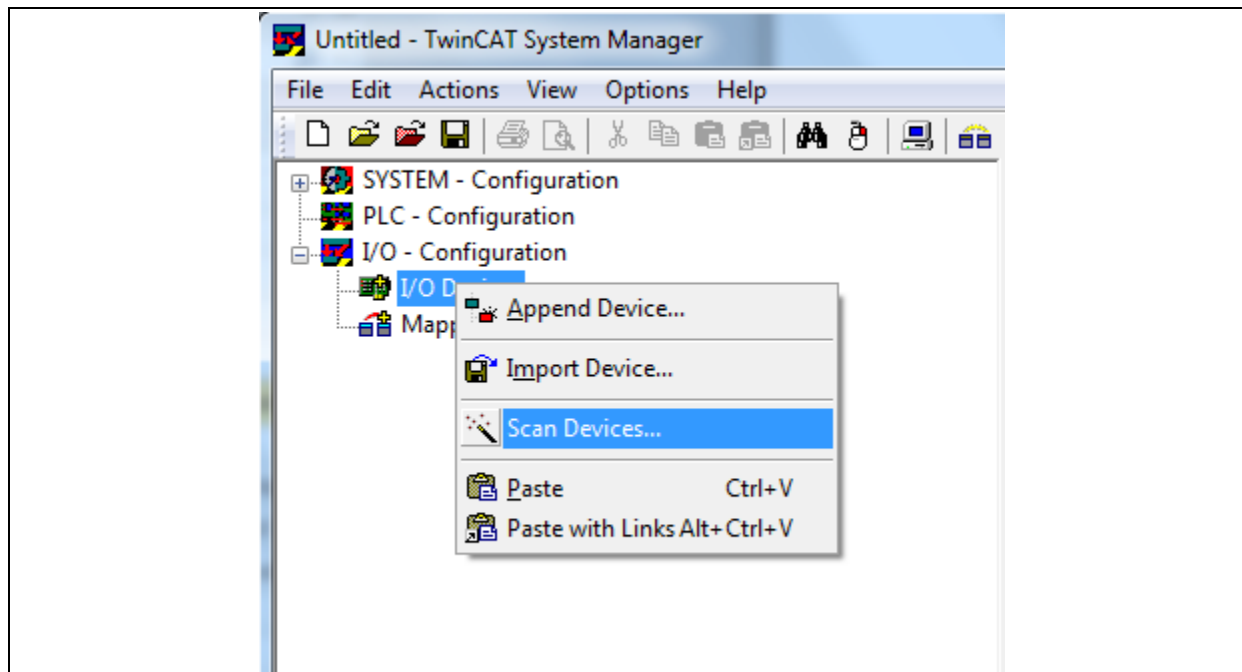 Untitled - TwinCAT System Manager
File Edit Actions View Options Help
SYSTEM - Configuration
PLC - Configuration
I/O - Configuration
I/O
Append Device...
Import Device...
Scan Devices...
Paste Ctrl+V
Paste with Links Alt+Ctrl+V